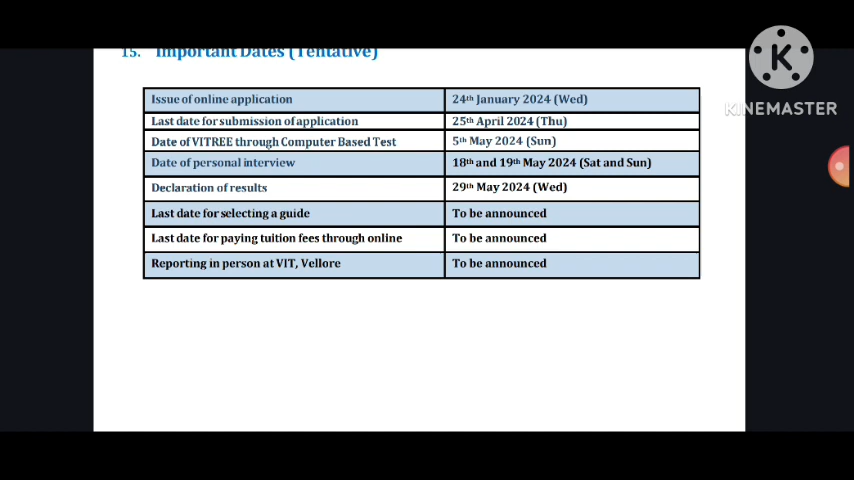 15. Important Dates (Tentative)
KINEMASTER
Issue of online application 24th January 2024 (Wed)
Last date for submission of application 25th April 2024 (Thu)
Date of VITREE through Computer Based Test 5th May 2024 (Sun)
Date of personal interview 18th and 19th May 2024 (Sat and Sun)
Declaration of results 29th May 2024 (Wed)
Last date for selecting a guide To be announced
Last date for paying tuition fees through online To be announced
Reporting in person at VIT, Vellore To be announced